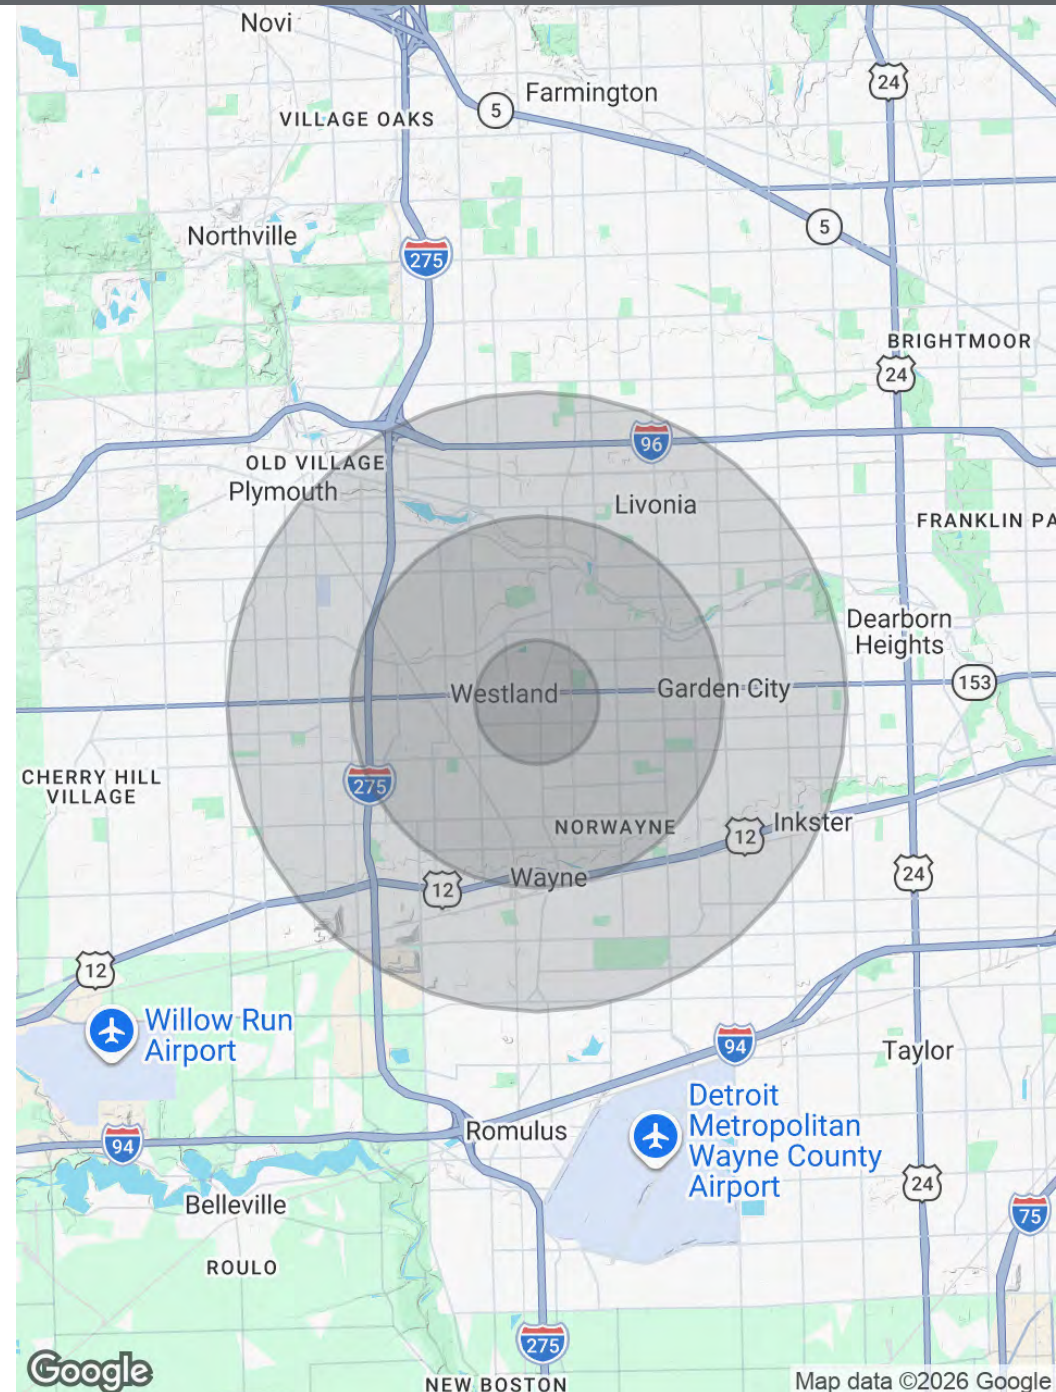 Novi
Farmington
24
5
VILLAGE OAKS
5
Northville
275
BRIGHTMOOR
24
96
OLD VILLAGE
Plymouth
Livonia
FRANKLIN PA
Dearborn
Heights
153
Westland
Garden City
CHERRY HILL
VILLAGE
275
NORWAYNE
Inkster
12
Wayne
12
24
12
Willow Run
Airport
94
Taylor
Detroit
Metropolitan
Wayne County
Airport
Romulus
94
24
Belleville
75
ROULO
275
Google
NEW BOSTON
Map data ©2026 Google